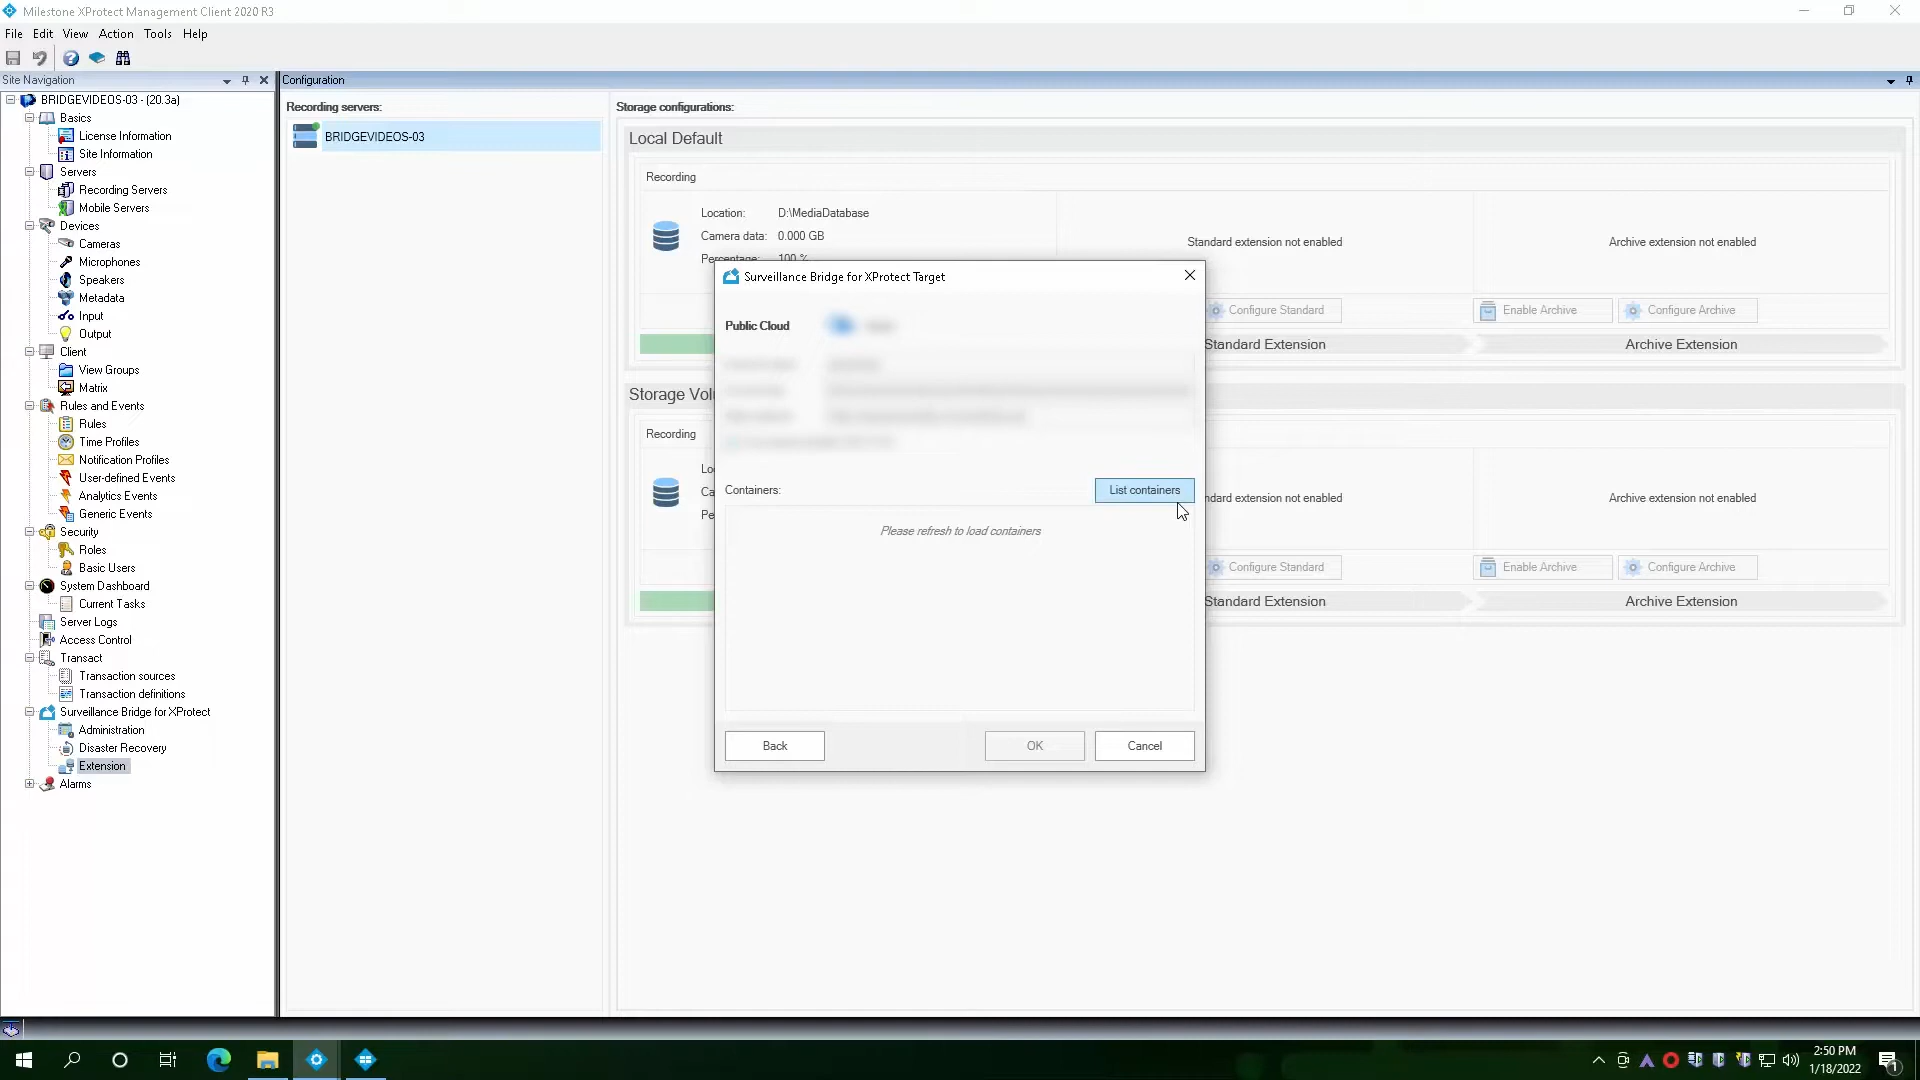 Milestone XProtect Management Client 2020 R3
File Edit View Action Tools Help
Site Navigation
BRIDGEVIDEOS-03 - (20.3a)
Basics
License Information
Site Information
Servers
Recording Servers
Mobile Servers
Devices
Cameras
Microphones
Speakers
Metadata
Input
Output
Client
View Groups
Matrix
Rules and Events
Rules
Time Profiles
Notification Profiles
User-defined Events
Analytics Events
Generic Events
Security
Roles
Basic Users
System Dashboard
Current Tasks
Server Logs
Access Control
Transact
Transaction sources
Transaction definitions
Surveillance Bridge for XProtect
Administration
Disaster Recovery
Extension
Alarms
Configuration
Recording servers:
BRIDGEVIDEOS-03
Storage configurations:
Local Default
Recording
Location: D:\MediaDatabase
Camera data: 0.000 GB
Percentage: 100 %
Standard extension not enabled
Archive extension not enabled
Configure Standard
Enable Archive
Configure Archive
Standard Extension
Archive Extension
Storage Vol
Recording
Lo
Ca
Pe
ndard extension not enabled
Archive extension not enabled
Configure Standard
Enable Archive
Configure Archive
Standard Extension
Archive Extension
Surveillance Bridge for XProtect Target
Public Cloud
Containers:
List containers
Please refresh to load containers
Back
OK
Cancel
2:50 PM
1/18/2022
1